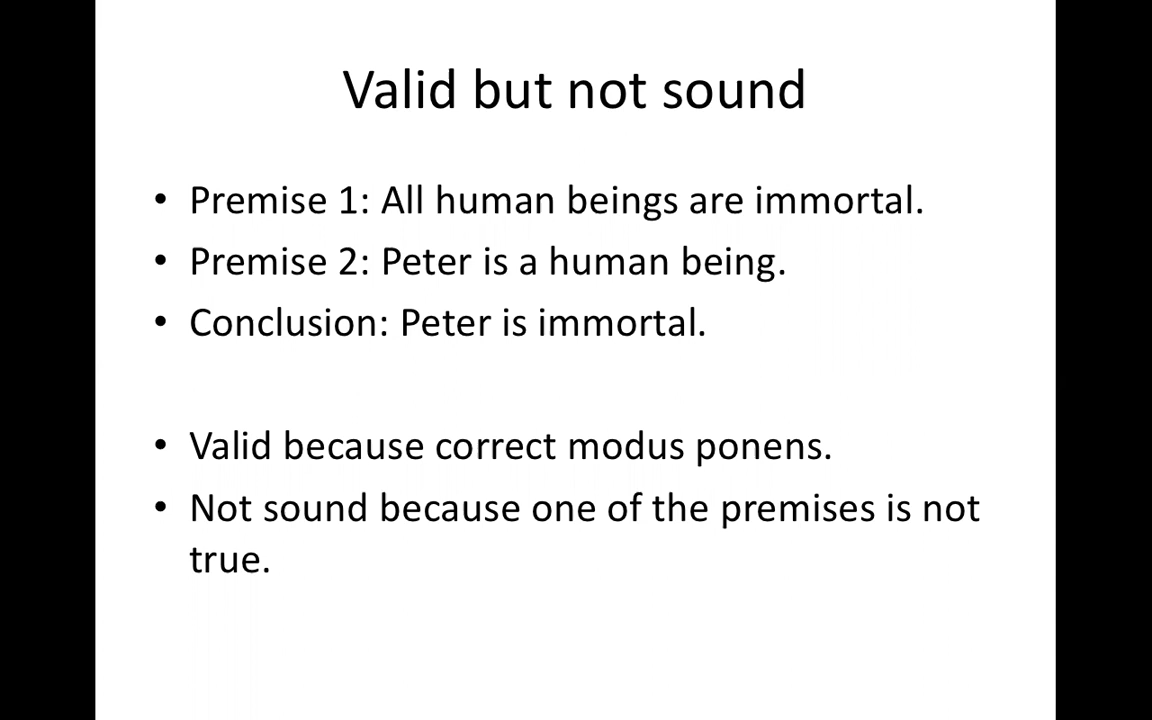 Valid but not sound
• Premise 1: All human beings are immortal.
• Premise 2: Peter is a human being.
• Conclusion: Peter is immortal.
• Valid because correct modus ponens.
• Not sound because one of the premises is not
true.